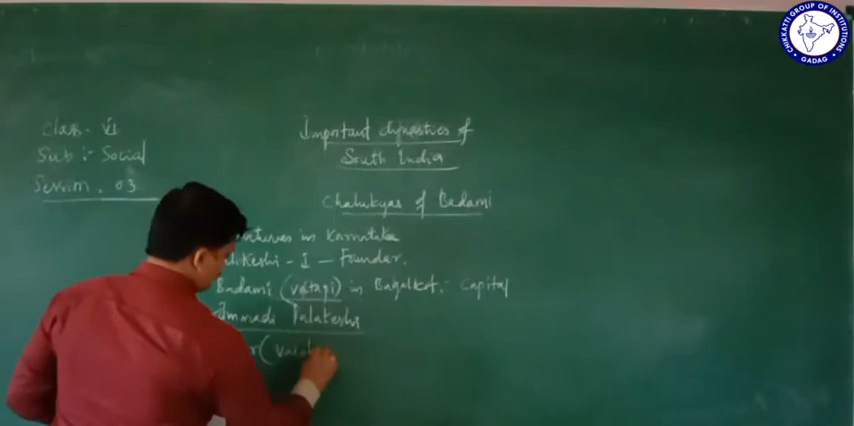 Class - VI
Sub :- Social
Session . 03
Important dynasties of
South India
Chalukyas of Badami
in Karnataka
- I - Founder.
Badami (vatapi) in Bagalkot :- Capital
Immadi Pulakeshi
CHIKKATTI GROUP OF INSTITUTIONS
GADAG